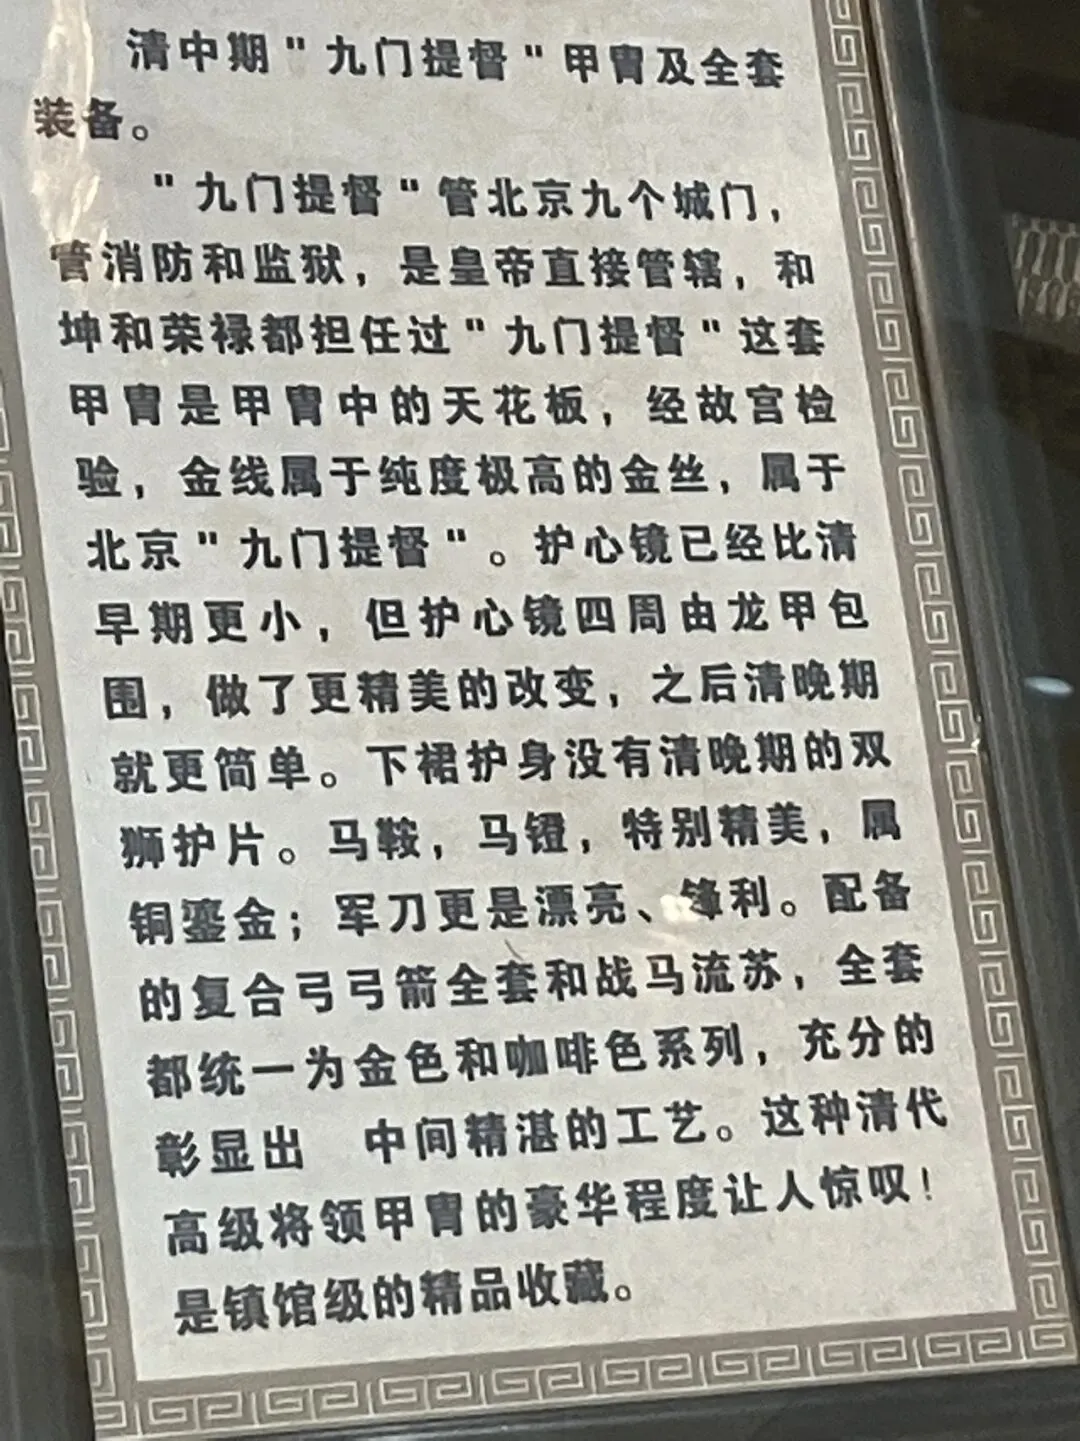 清中期"九门提督"甲胄及全套
装备。
"九门提督"管北京九个城门,
管消防和监狱，是皇帝直接管辖，和
坤和荣禄都担任过"九门提督"这套
甲胄是甲胄中的天花板，经故宫检
验，金线属于纯度极高的金丝，属于
北京"九门提督"。护心镜已经比清
早期更小，但护心镜四周由龙甲包
围，做了更精美的改变，之后清晚期
就更简单。下裙护身没有清晚期的双
狮护片。马鞍，马镫，特别精美，属
铜鎏金；军刀更是漂亮、锋利。配备
的复合弓弓箭全套和战马流苏，全套
都统一为金色和咖啡色系列，充分的
彰显出 中间精湛的工艺。这种清代
高级将领甲胄的豪华程度让人惊叹!
是镇馆级的精品收藏。